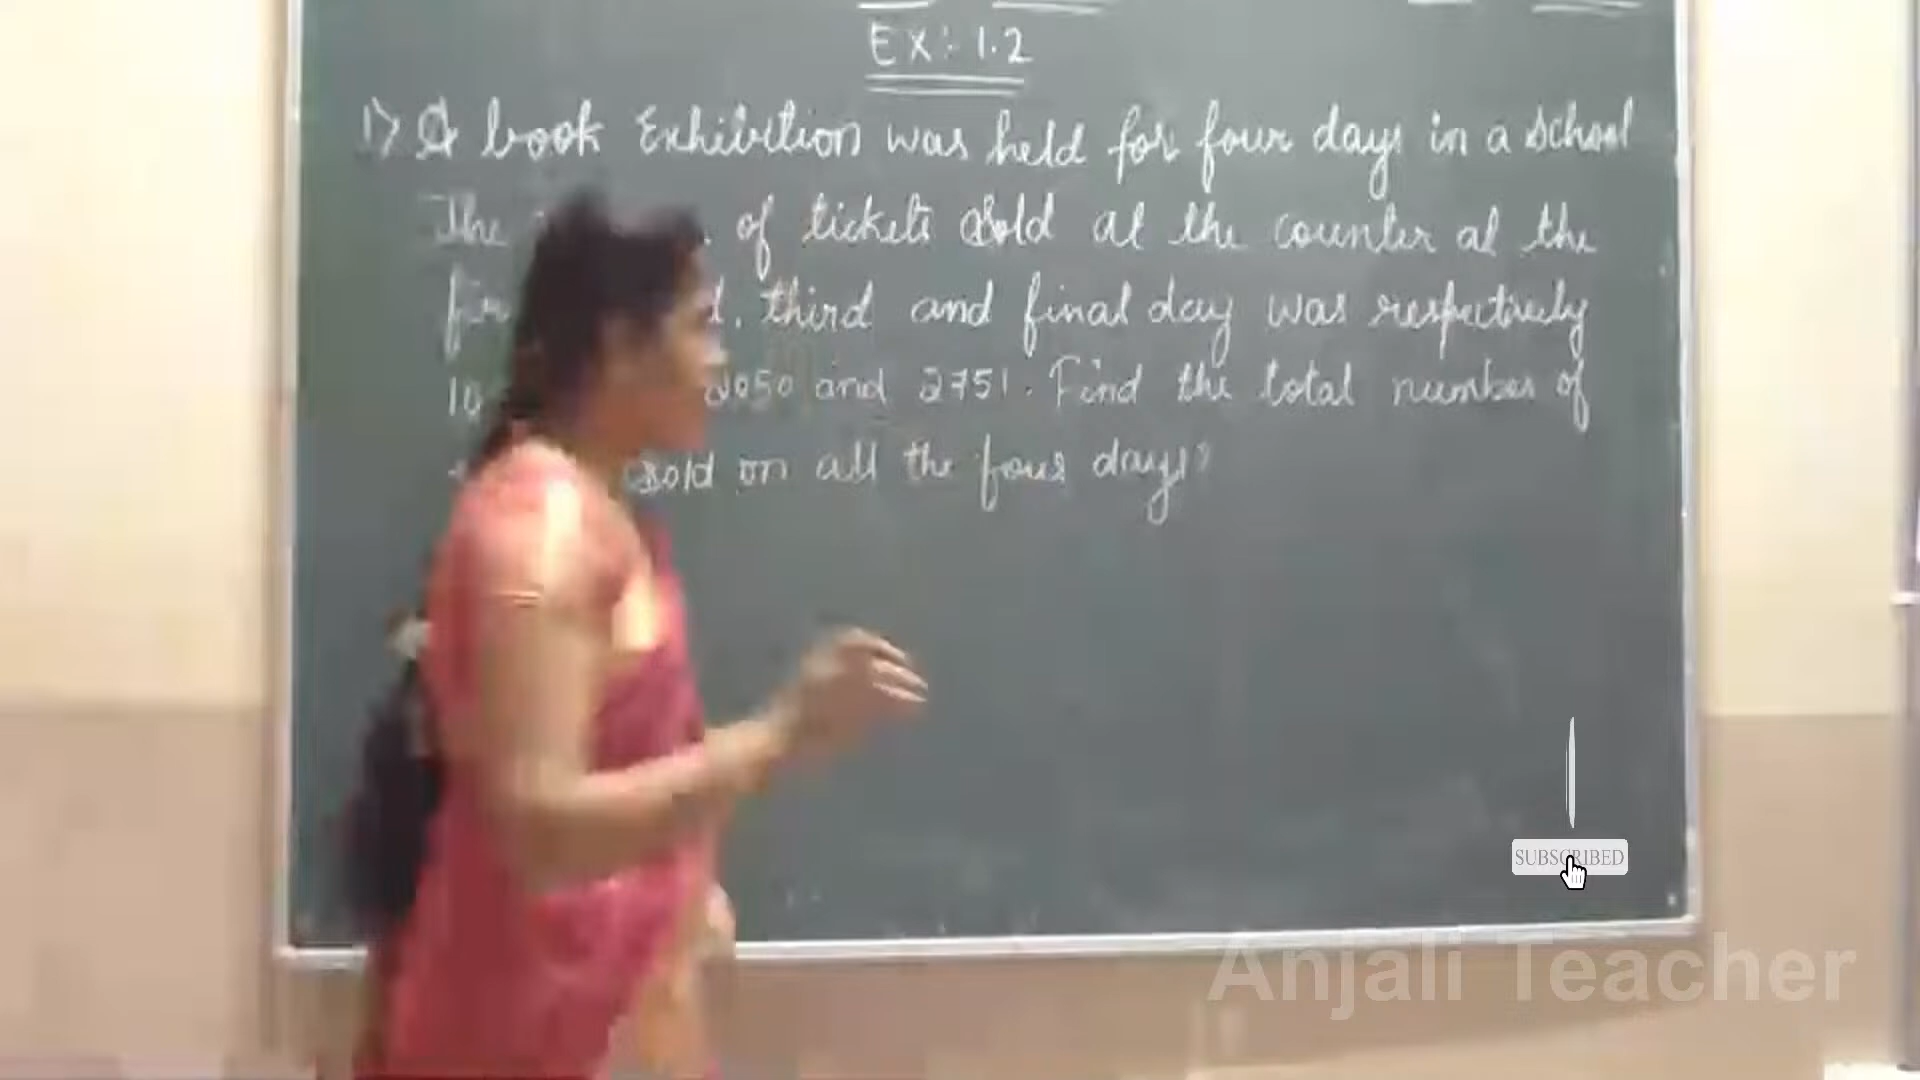 Ex:- 1.2
1) A book Exhibition was held for four days in a school
The of tickets sold at the counter at the
third and final day was respectively
2050 and 2751. Find the total number of
sold on all the four days?
SUBSCRIBED
Anjali Teacher